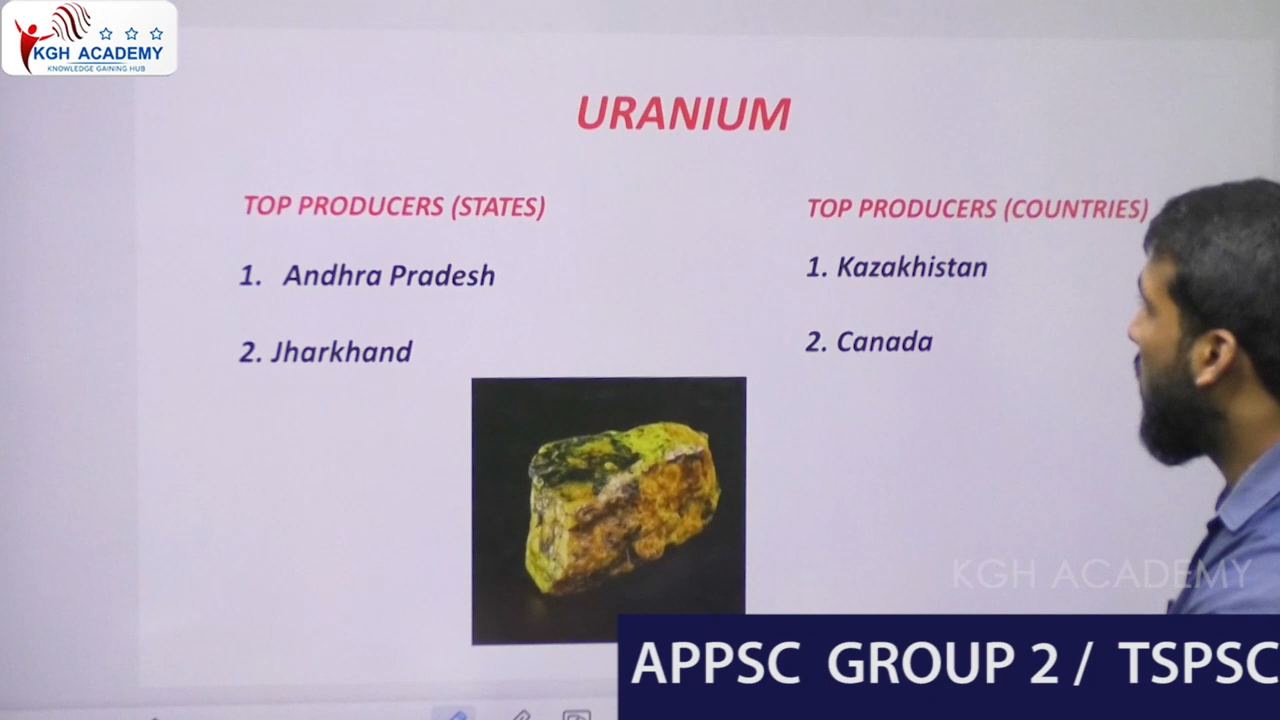 KGH ACADEMY
KNOWLEDGE GAINING HUB
URANIUM
TOP PRODUCERS (STATES)
1. Andhra Pradesh
2. Jharkhand
TOP PRODUCERS (COUNTRIES)
1. Kazakhistan
2. Canada
KGH ACADEMY
APPSC GROUP 2 / TSPSC